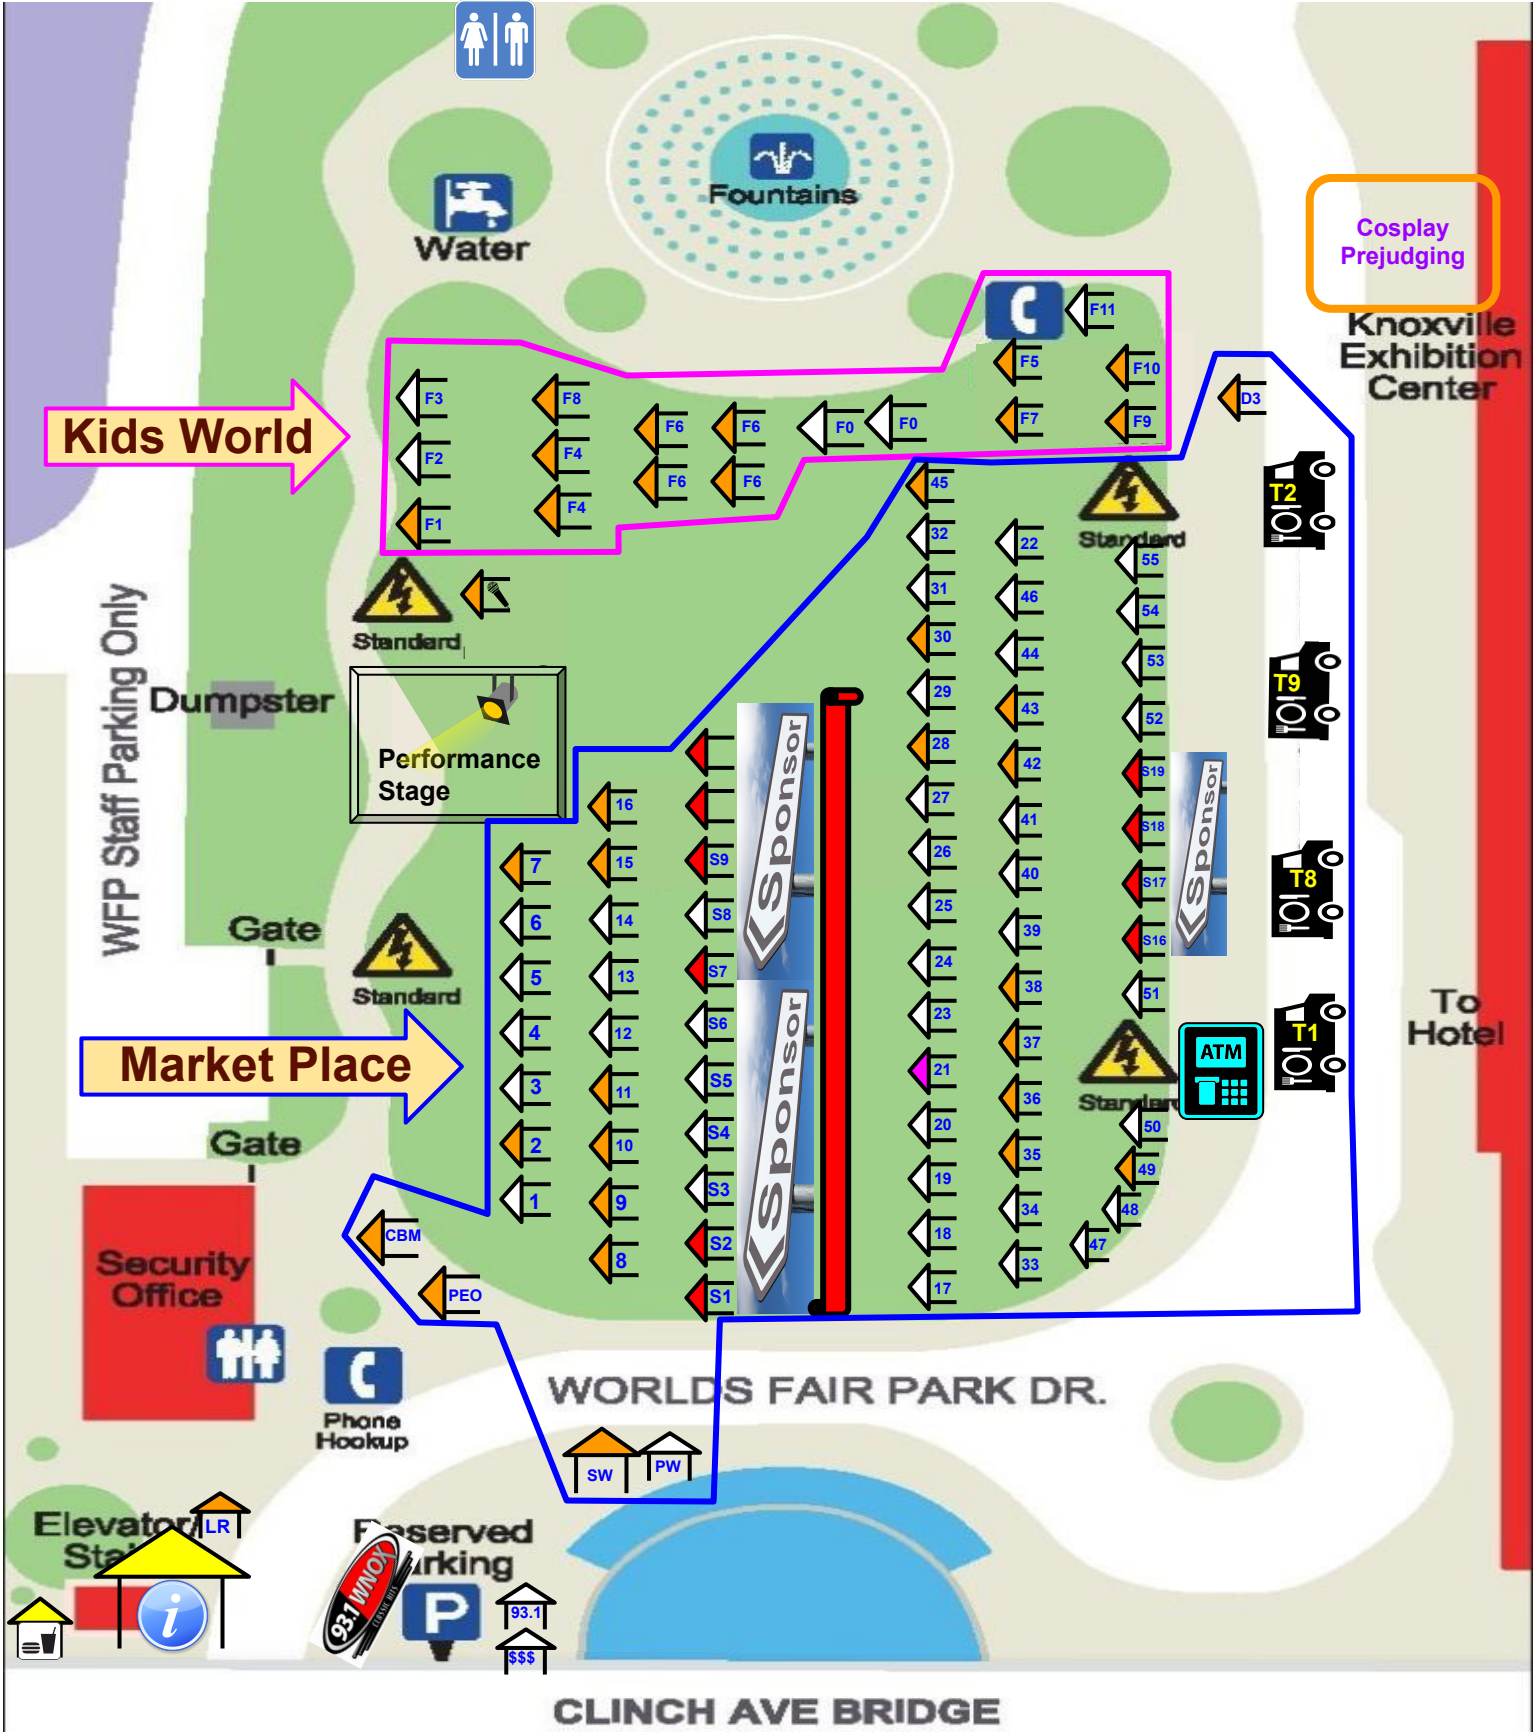 Fountains
Water
Cosplay
Prejudging
Knoxville
Exhibition
Center
Kids World
F11
F5
F10
F3
F8
D3
F6
F6
F0
F0
F7
F9
F2
F4
F6
F6
F4
F1
45
T2
32
22
Standard
55
31
46
54
Standard
30
44
53
T9
WFP Staff Parking Only
Dumpster
29
43
52
Performance
Stage
28
42
S19
Sponsor
Sponsor
16
27
41
S18
7
15
S9
26
40
S17
T8
6
14
S8
25
39
S16
Gate
5
13
S7
24
38
51
Standard
4
12
S6
23
37
T1
To
Hotel
Market Place
ATM
3
11
S5
21
36
Standard
Sponsor
2
10
S4
20
35
50
Gate
49
1
9
S3
19
34
48
CBM
8
S2
18
33
47
Security
Office
PEO
S1
17
WORLDS FAIR PARK DR.
Phone
Hookup
SW
PW
Elevator/
LR
Reserved
Parking
93.1 WNOX
CLASSIC HITS
P
i
93.1
$$$
CLINCH AVE BRIDGE